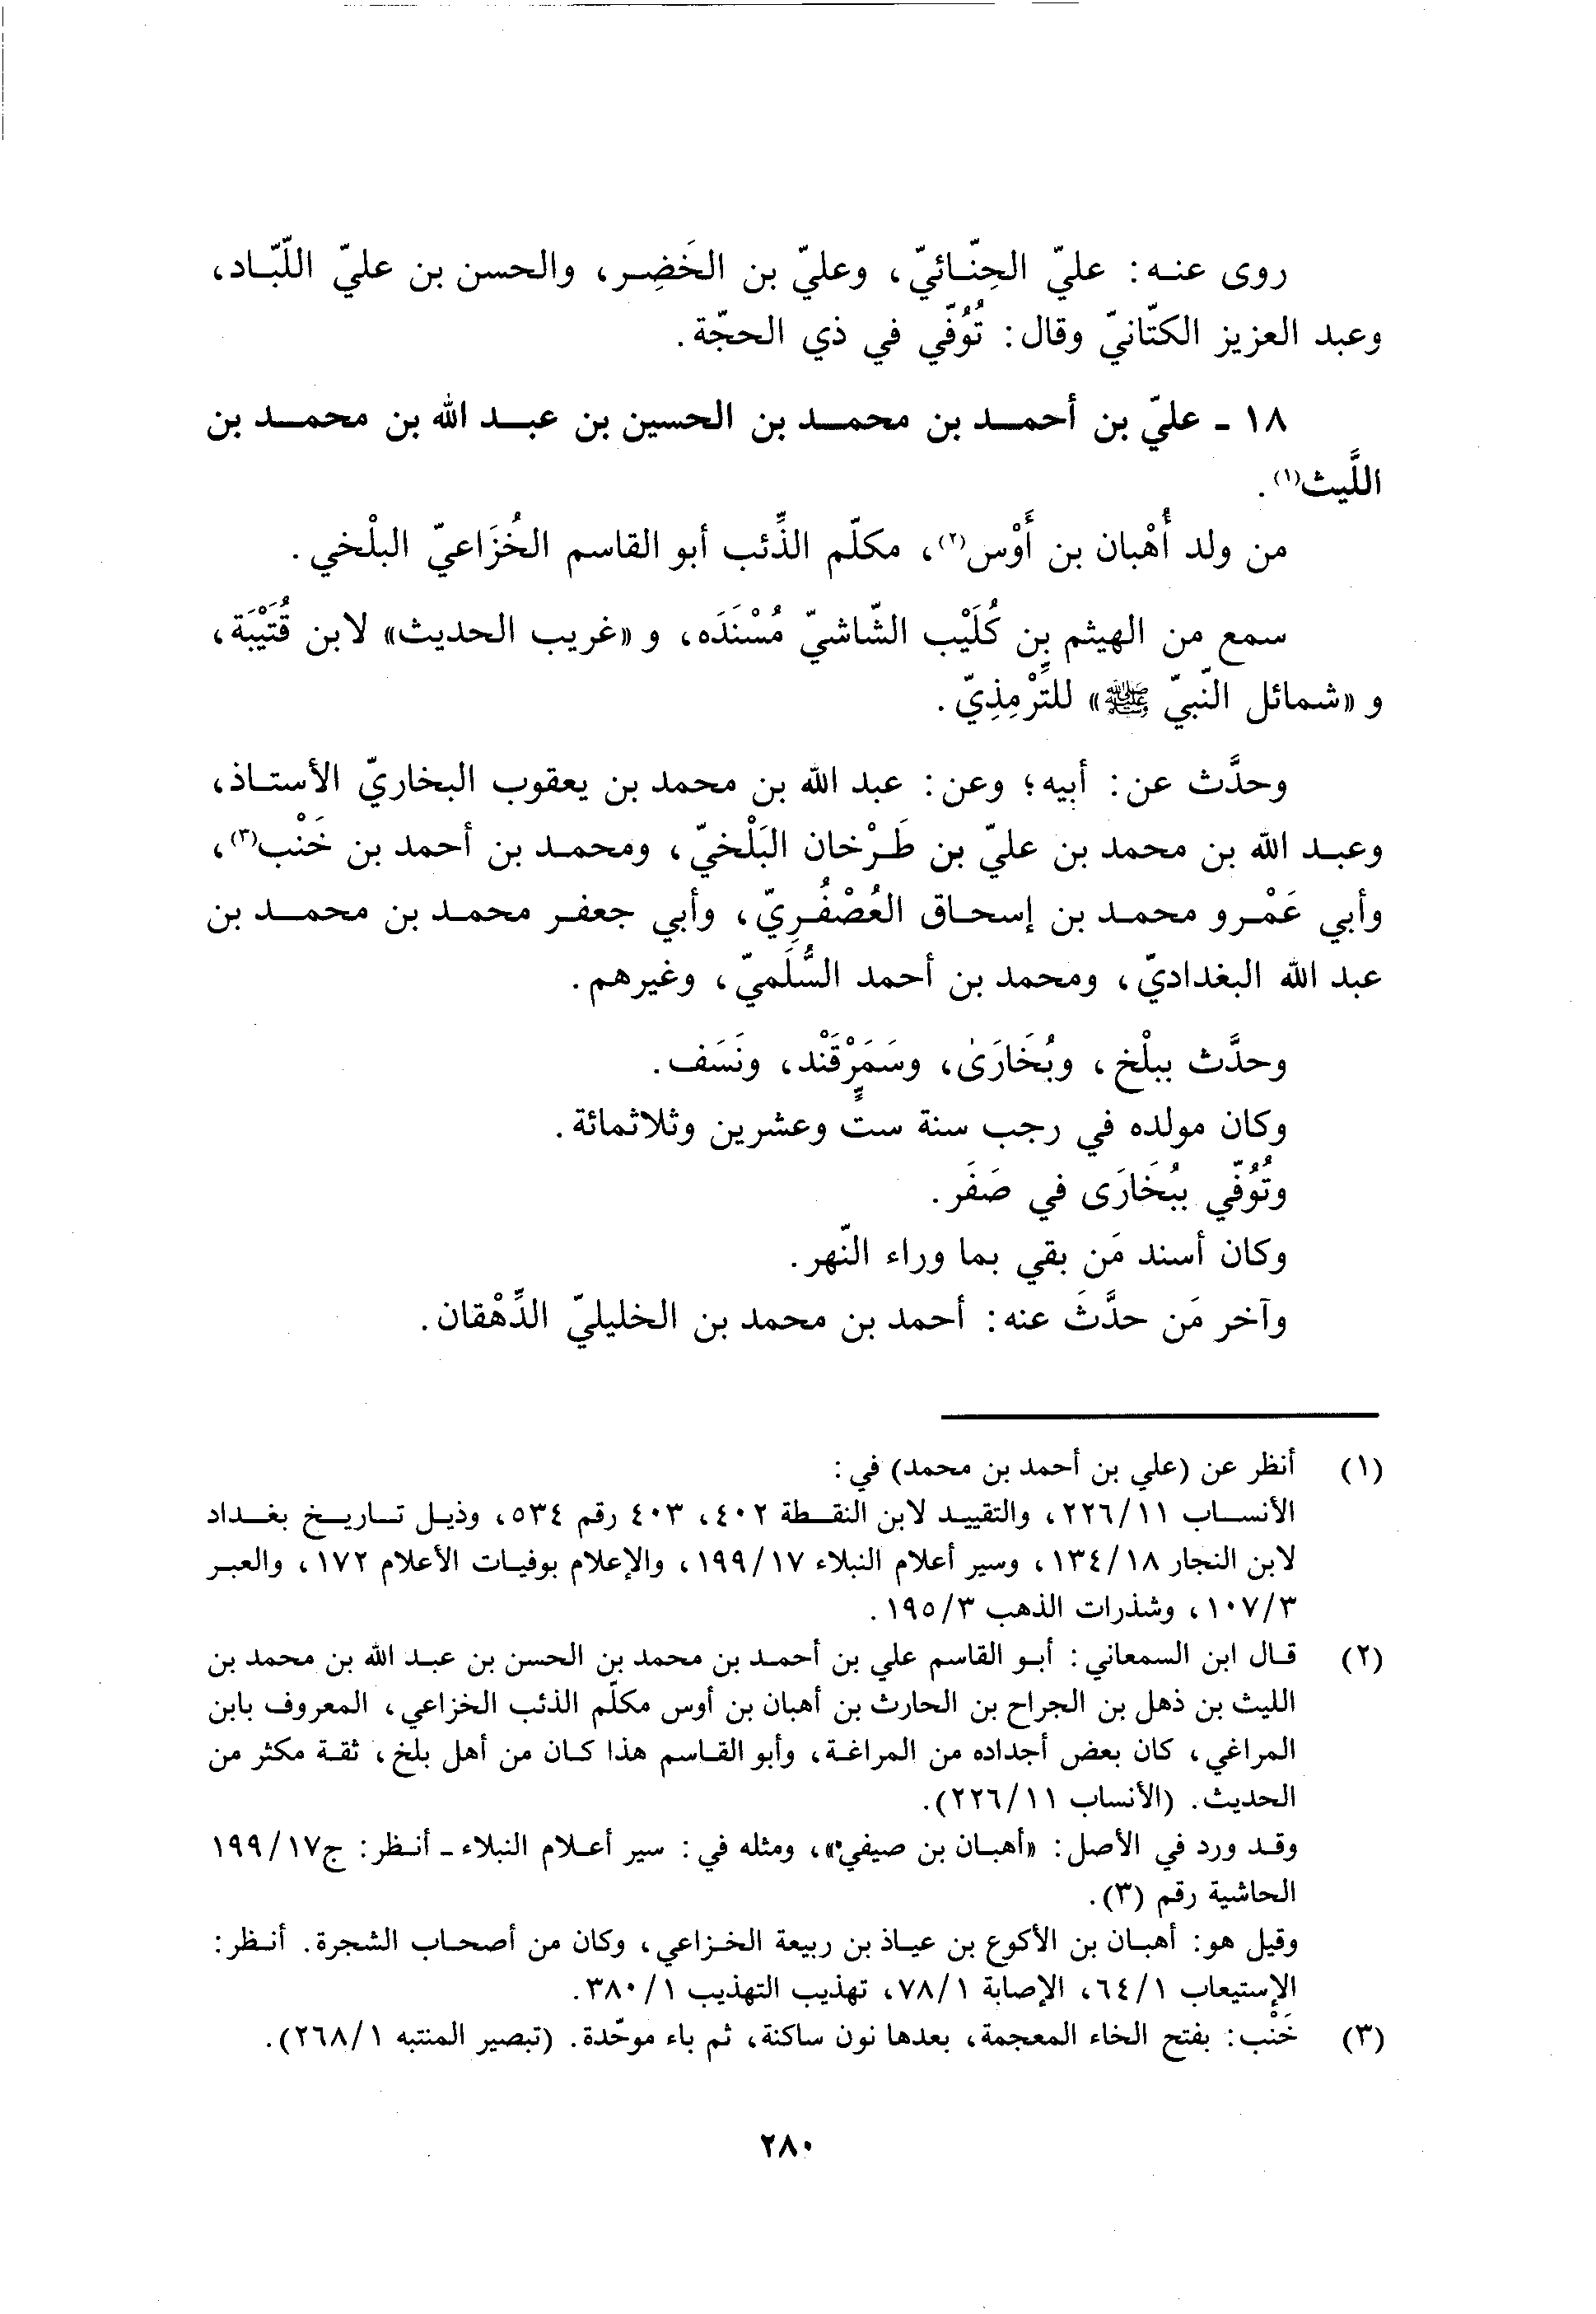 روى عنه: عليّ الحِنّائيّ، وعليّ بن الخَضِر، والحسن بن عليّ اللّبّاد،
وعبد العزيز الكتّانيّ وقال: تُوُفّي في ذي الحجّة.
١٨ - عليّ بن أحمد بن محمد بن الحسين بن عبد الله بن محمد بن
اللَّيث(١).
من ولد أُهْبان بن أَوْس(٢)، مكلّم الذِّئب أبو القاسم الخُزَاعيّ البلْخي.
سمع من الهيثم بن كُلَيْب الشّاشيّ مُسْنَدَه، و «غريب الحديث» لابن قُتَيْبَة،
و «شمائل النّبيّ ﷺ» للتِّرْمِذِيّ.
وحدَّث عن: أبيه؛ وعن: عبد الله بن محمد بن يعقوب البخاريّ الأستاذ،
وعبد الله بن محمد بن عليّ بن طَرْخان البَلْخيّ، ومحمد بن أحمد بن خَنْب(٣)،
وأبي عَمْرو محمد بن إسحاق العُصْفُرِيّ، وأبي جعفر محمد بن محمد بن
عبد الله البغداديّ، ومحمد بن أحمد السُّلَميّ، وغيرهم.
وحدَّث ببلْخ، وبُخَارَىٰ، وسَمَرْقَنْد، ونَسَف.
وكان مولده في رجب سنة ستٍّ وعشرين وثلاثمائة.
وتُوُفّي ببُخَارَى في صَفَر.
وكان أسند مَن بقي بما وراء النّهر.
وآخر مَن حدَّثَ عنه: أحمد بن محمد بن الخليليّ الدِّهْقان.
(١) أنظر عن (علي بن أحمد بن محمد) في:
الأنساب ٢٢٦/١١، والتقييد لابن النقطة ٤٠٢، ٤٠٣ رقم ٥٣٤، وذيل تاريخ بغداد
لابن النجار ١٣٤/١٨، وسير أعلام النبلاء ١٩٩/١٧، والإعلام بوفيات الأعلام ١٧٢، والعبر
١٠٧/٣، وشذرات الذهب ١٩٥/٣.
(٢) قال ابن السمعاني: أبو القاسم علي بن أحمد بن محمد بن الحسن بن عبد الله بن محمد بن
الليث بن ذهل بن الجراح بن الحارث بن أهبان بن أوس مكلّم الذئب الخزاعي، المعروف بابن
المراغي، كان بعض أجداده من المراغة، وأبو القاسم هذا كان من أهل بلخ، ثقة مكثر من
الحديث. (الأنساب ٢٢٦/١١).
وقد ورد في الأصل: «أهبان بن صيفي»، ومثله في: سير أعلام النبلاء - أنظر: ج١٩٩/١٧
الحاشية رقم (٣).
وقيل هو: أهبان بن الأكوع بن عياذ بن ربيعة الخزاعي، وكان من أصحاب الشجرة. أنظر:
الإستيعاب ٦٤/١، الإصابة ٧٨/١، تهذيب التهذيب ٣٨٠/١.
(٣) خَنْب: بفتح الخاء المعجمة، بعدها نون ساكنة، ثم باء موحّدة. (تبصير المنتبه ٢٦٨/١).
٢٨٠